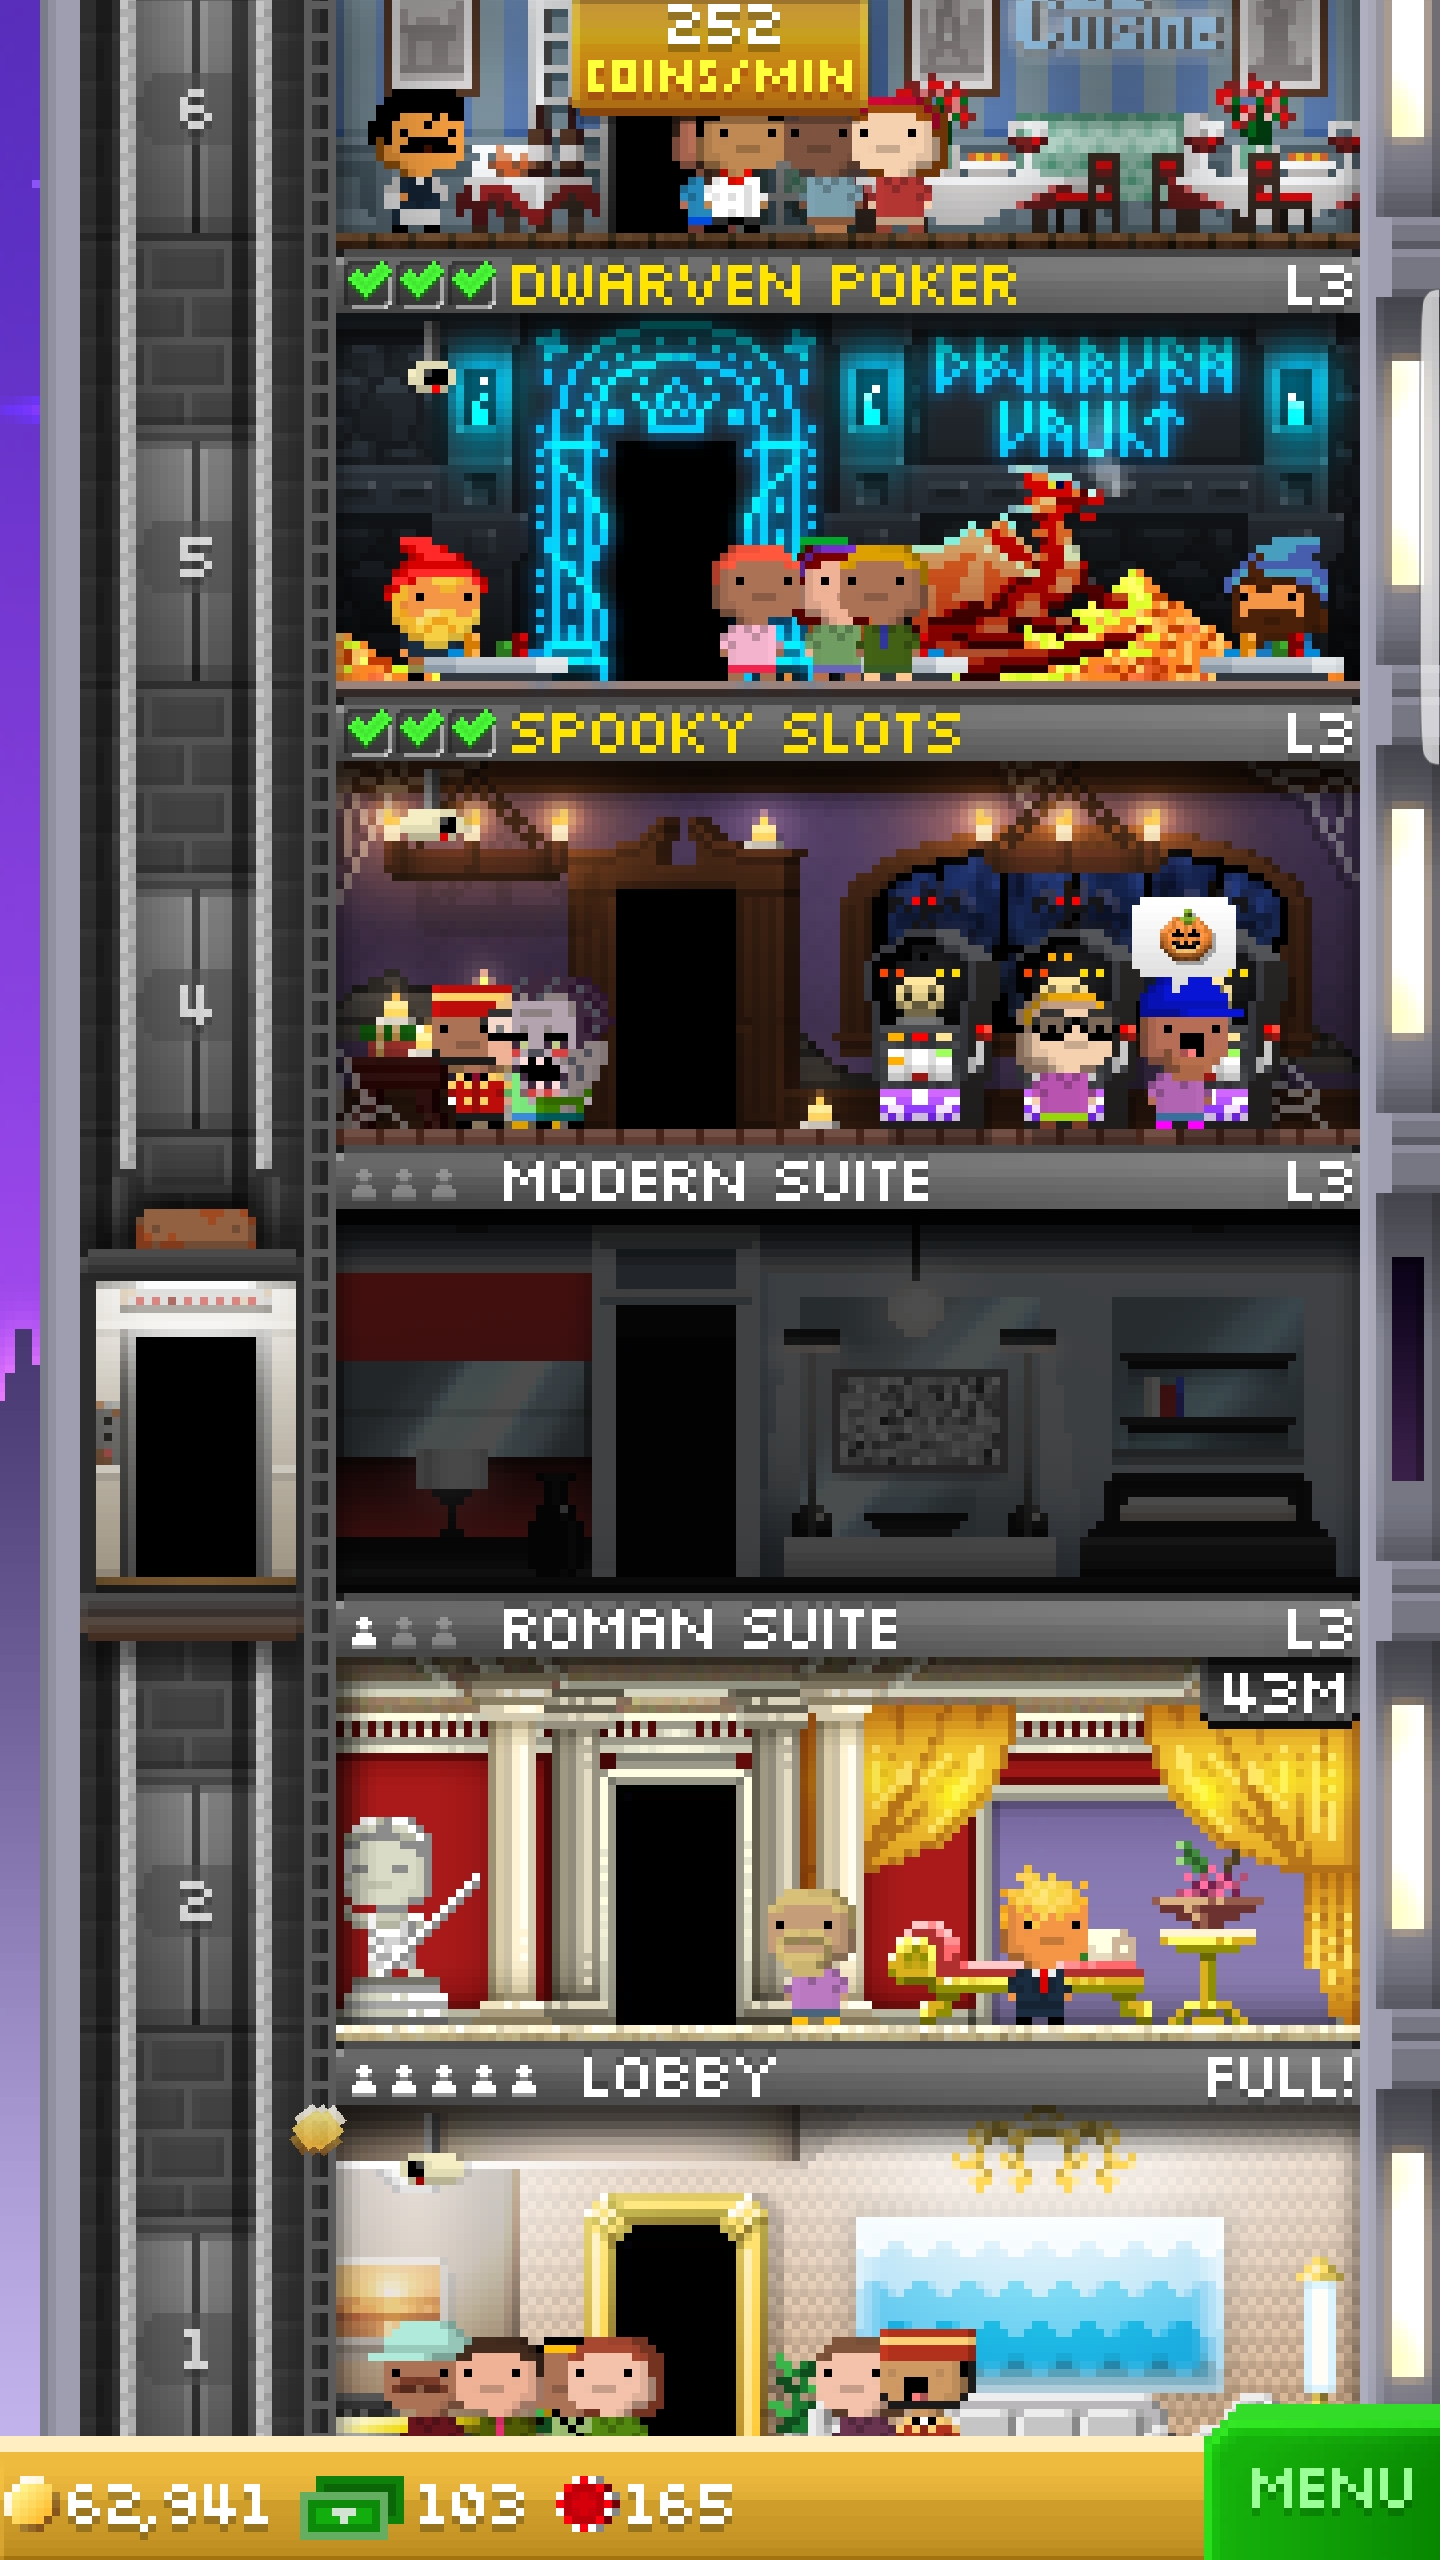 252
COINS/MIN
Cuisine
6
DWARVEN POKER
L3
DWARVEN
VAULT
5
SPOOKY SLOTS
L3
4
MODERN SUITE
L3
ROMAN SUITE
L3
43M
2
LOBBY
FULL!
1
62,941
103
165
MENU